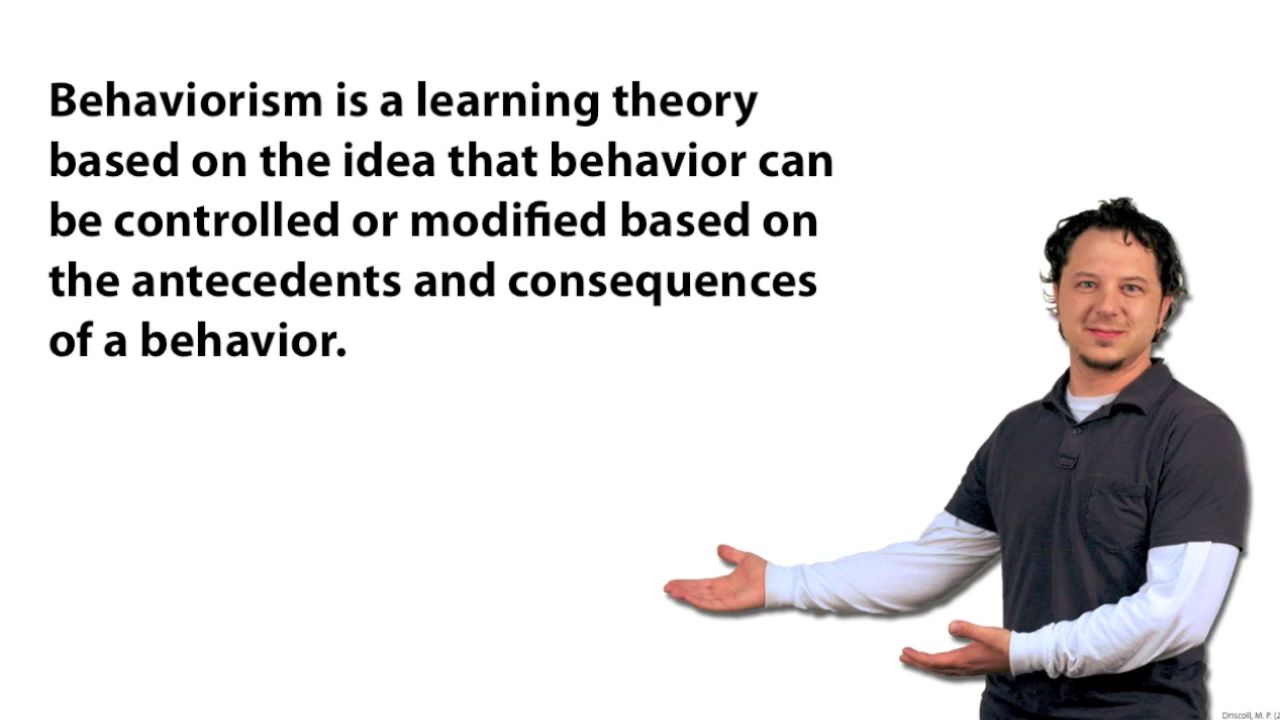 Behaviorism is a learning theory
based on the idea that behavior can
be controlled or modified based on
the antecedents and consequences
of a behavior.
Driscoll, M. P. (2